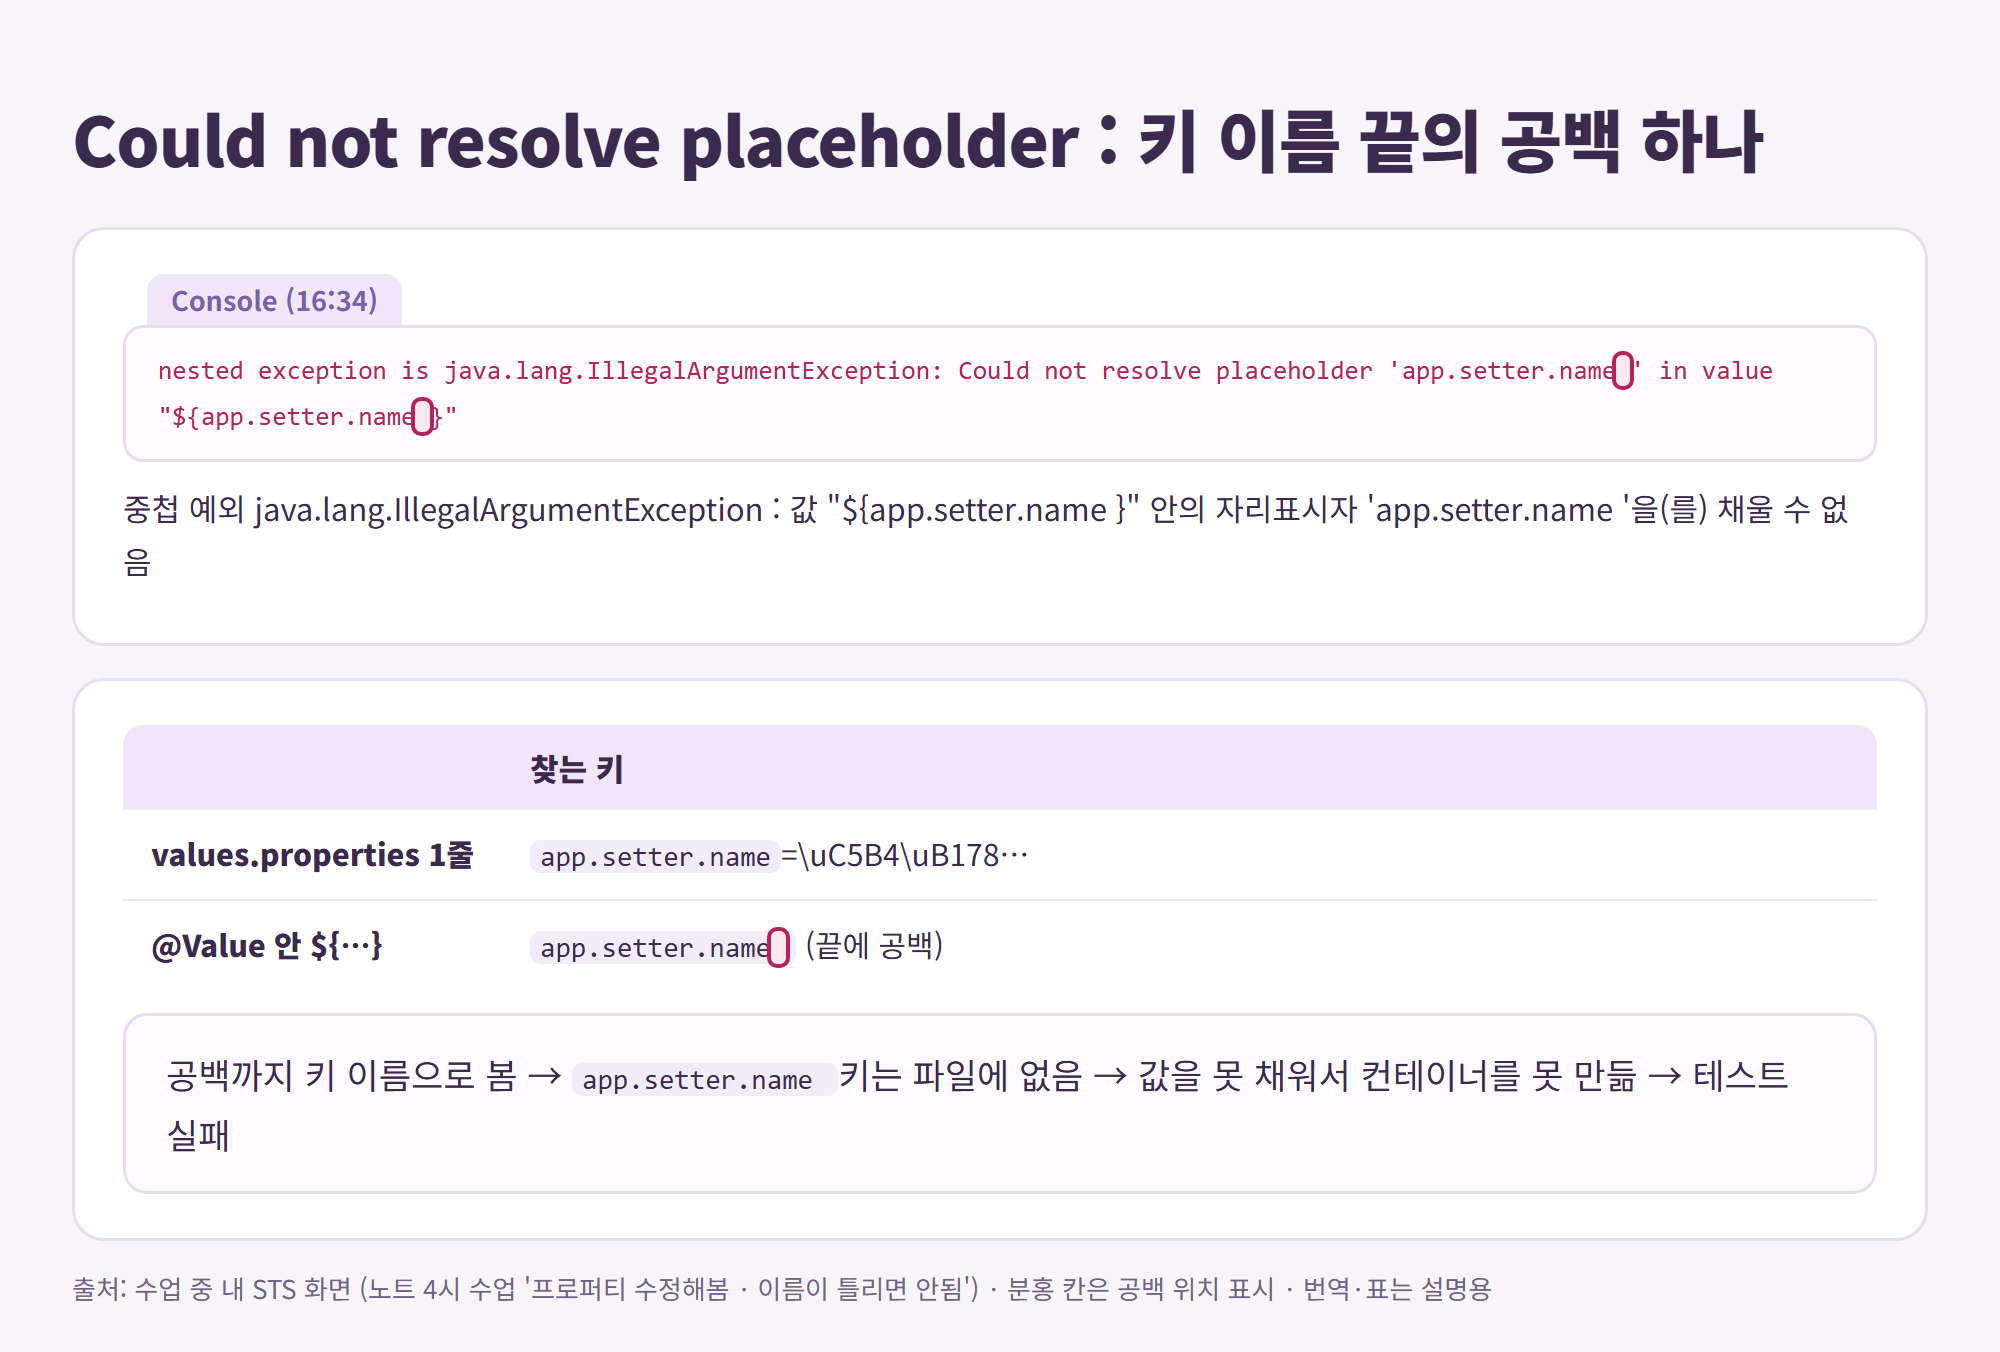 Could not resolve placeholder : 키 이름 끝의 공백 하나
Console (16:34)
nested exception is java.lang.IllegalArgumentException: Could not resolve placeholder 'app.setter.name ' in value
"${app.setter.name }"
중첩 예외 java.lang.IllegalArgumentException : 값 "${app.setter.name }" 안의 자리표시자 'app.setter.name '을(를) 채울 수 없
음
찾는 키
values.properties 1줄 app.setter.name=\uC5B4\uB178…
@Value 안 ${…} app.setter.name  (끝에 공백)
공백까지 키 이름으로 봄 → app.setter.name 키는 파일에 없음 → 값을 못 채워서 컨테이너를 못 만듦 → 테스트
실패
출처: 수업 중 내 STS 화면 (노트 4시 수업 '프로퍼티 수정해봄 · 이름이 틀리면 안됨') · 분홍 칸은 공백 위치 표시 · 번역·표는 설명용